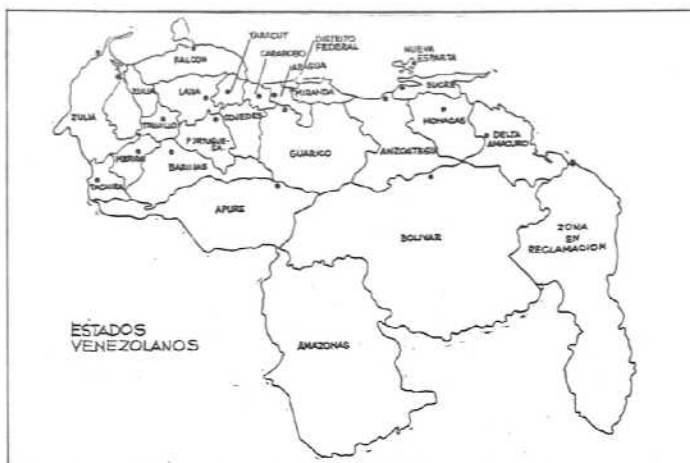 YARACUY
CARABOBO
DISTRITO
FEDERAL
ARAGUA
NUEVA
ESPARTA
FALCON
MIRANDA
SUCRE
ZULIA
LARA
ZULIA
TRUJILLO
COJEDES
MONAGAS
DELTA
AMACURO
PORTUGUE-
SA
MERIDA
BARINAS
GUARICO
ANZOATEGUI
TACHIRA
APURE
BOLIVAR
ZONA
EN
RECLAMACION
ESTADOS
VENEZOLANOS
AMAZONAS